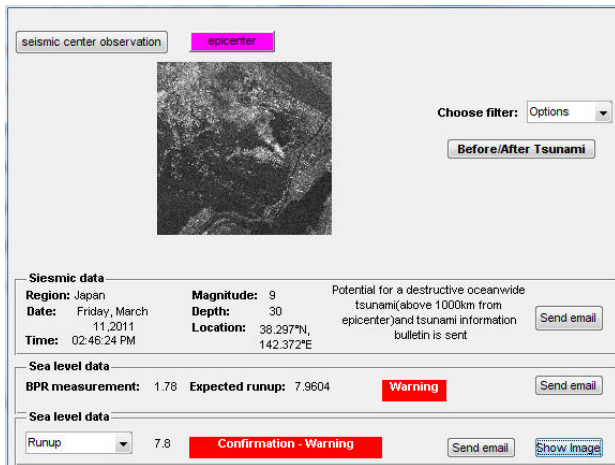 seismic center observation
epicenter
Choose filter: Options
Before/After Tsunami
Siesmic data
Region: Japan
Date: Friday, March
11,2011
Time: 02:46:24 PM
Magnitude: 9
Depth: 30
Location: 38.297"N,
142.372"E
Potential for a destructive oceanwide
tsunami(above 1000km from
epicenter)and tsunami information
bulletin is sent
Send email
Sea level data
BPR measurement: 1.78 Expected runup: 7.9604 Warning Send email
Sea level data
Runup 7.8 Confirmation - Warning Send email Show Image